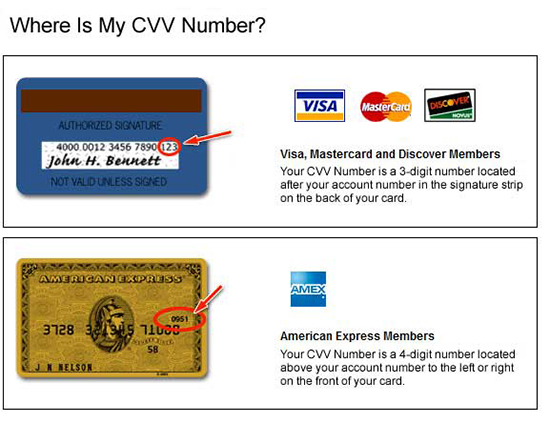 Where Is My CVV Number?
AUTHORIZED SIGNATURE
4000 0012 3456 7890 123
John H. Bennett
NOT VALID UNLESS SIGNED
VISA
MasterCard
DISCOVER
NOVUS
Visa, Mastercard and Discover Members
Your CVV Number is a 3-digit number located
after your account number in the signature strip
on the back of your card.
AMERICAN EXPRESS
0951
3728
71000
58
J N NELSON
AMEX
American Express Members
Your CVV Number is a 4-digit number located
above your account number to the left or right
on the front of your card.